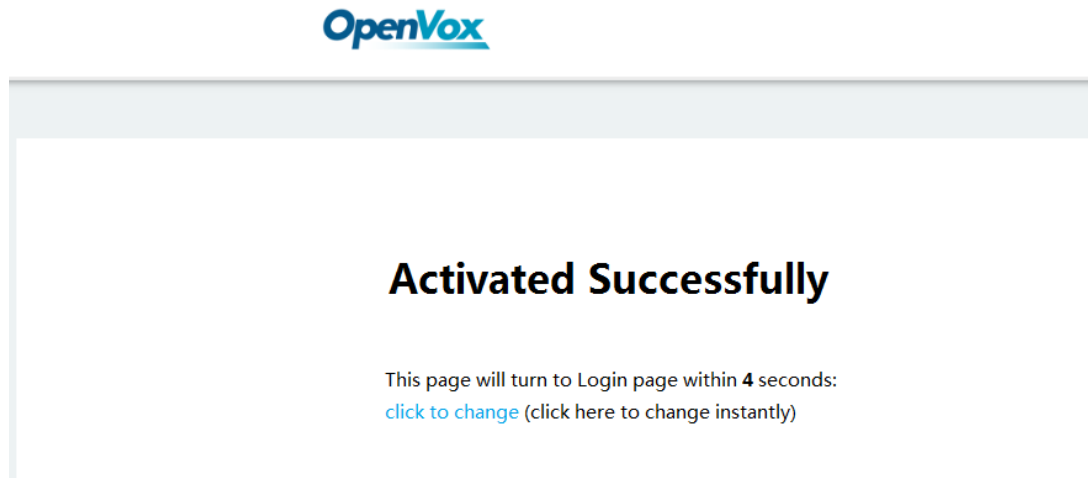 OpenVox
Activated Successfully
This page will turn to Login page within 4 seconds:
click to change (click here to change instantly)